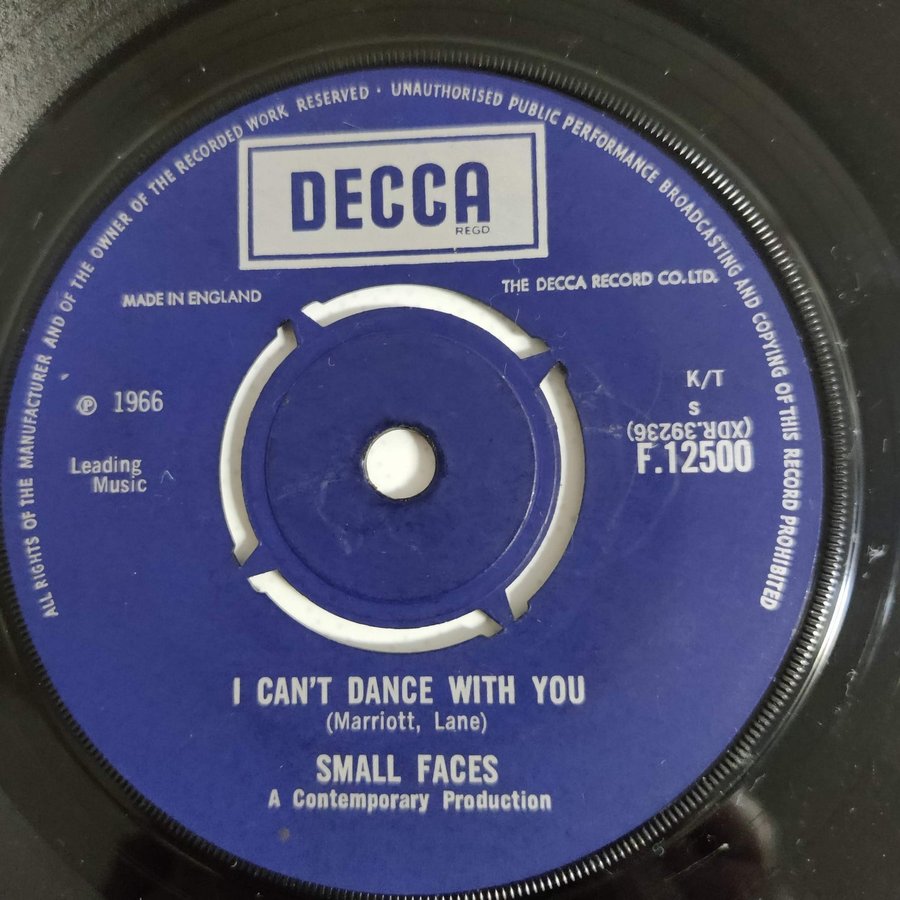 ALL RIGHTS OF THE MANUFACTURER AND OF THE OWNER OF THE RECORDED WORK RESERVED · UNAUTHORISED PUBLIC PERFORMANCE BROADCASTING AND COPYING OF THIS RECORD PROHIBITED
DECCA
REGD
MADE IN ENGLAND
THE DECCA RECORD CO. LTD.
℗ 1966
K/T
S
(XDR.39236)
F.12500
Leading
Music
I CAN'T DANCE WITH YOU
(Marriott, Lane)
SMALL FACES
A Contemporary Production